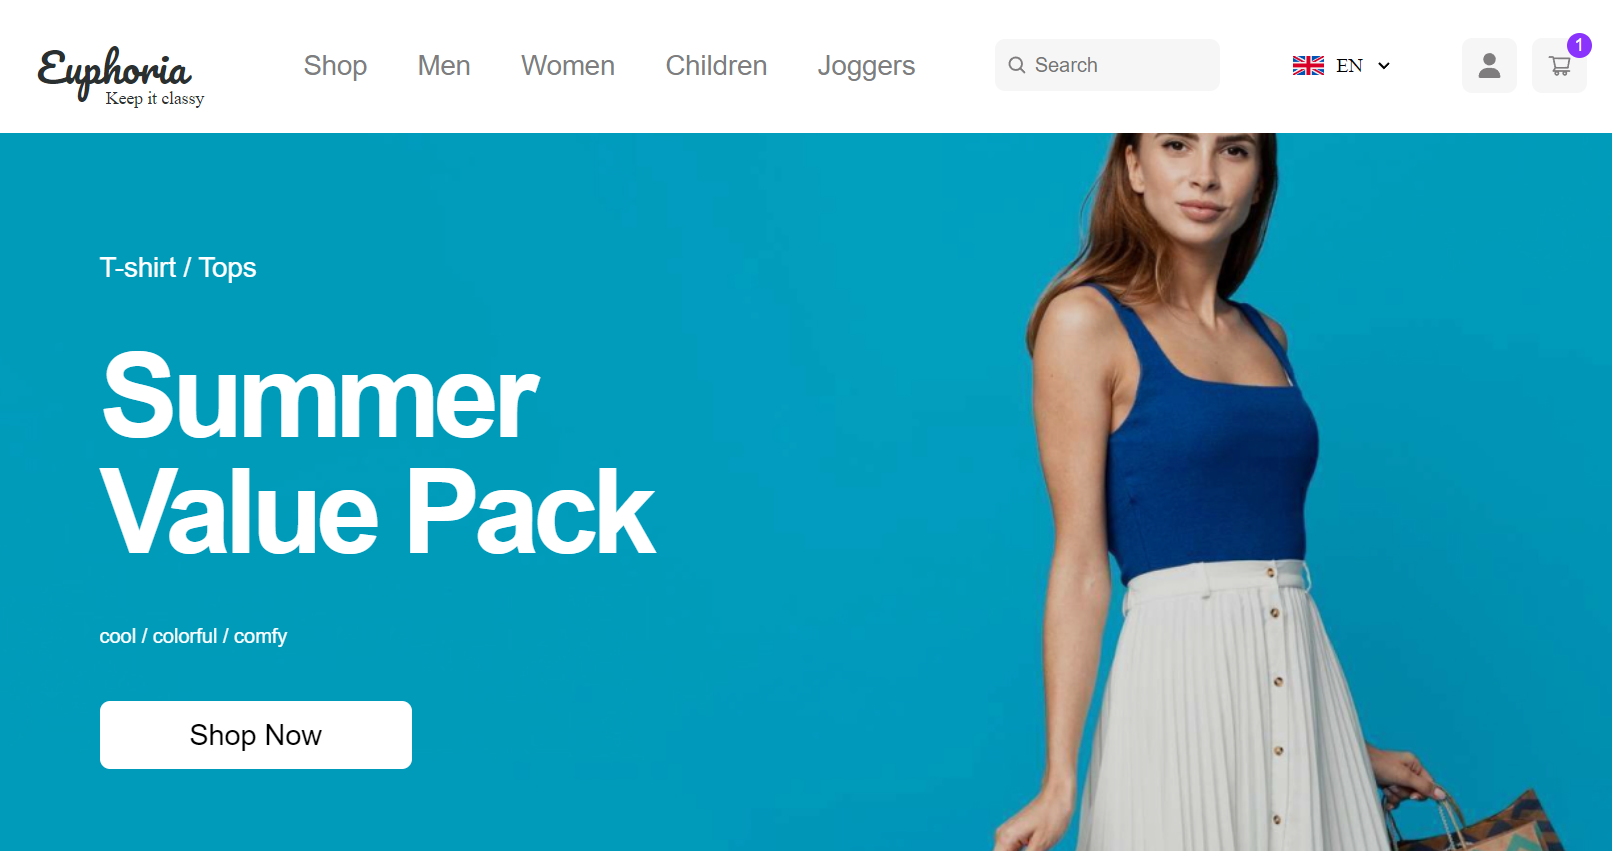 Euphoria
Keep it classy
Shop Men Women Children Joggers
Search
EN
1
T-shirt / Tops
Summer
Value Pack
cool / colorful / comfy
Shop Now